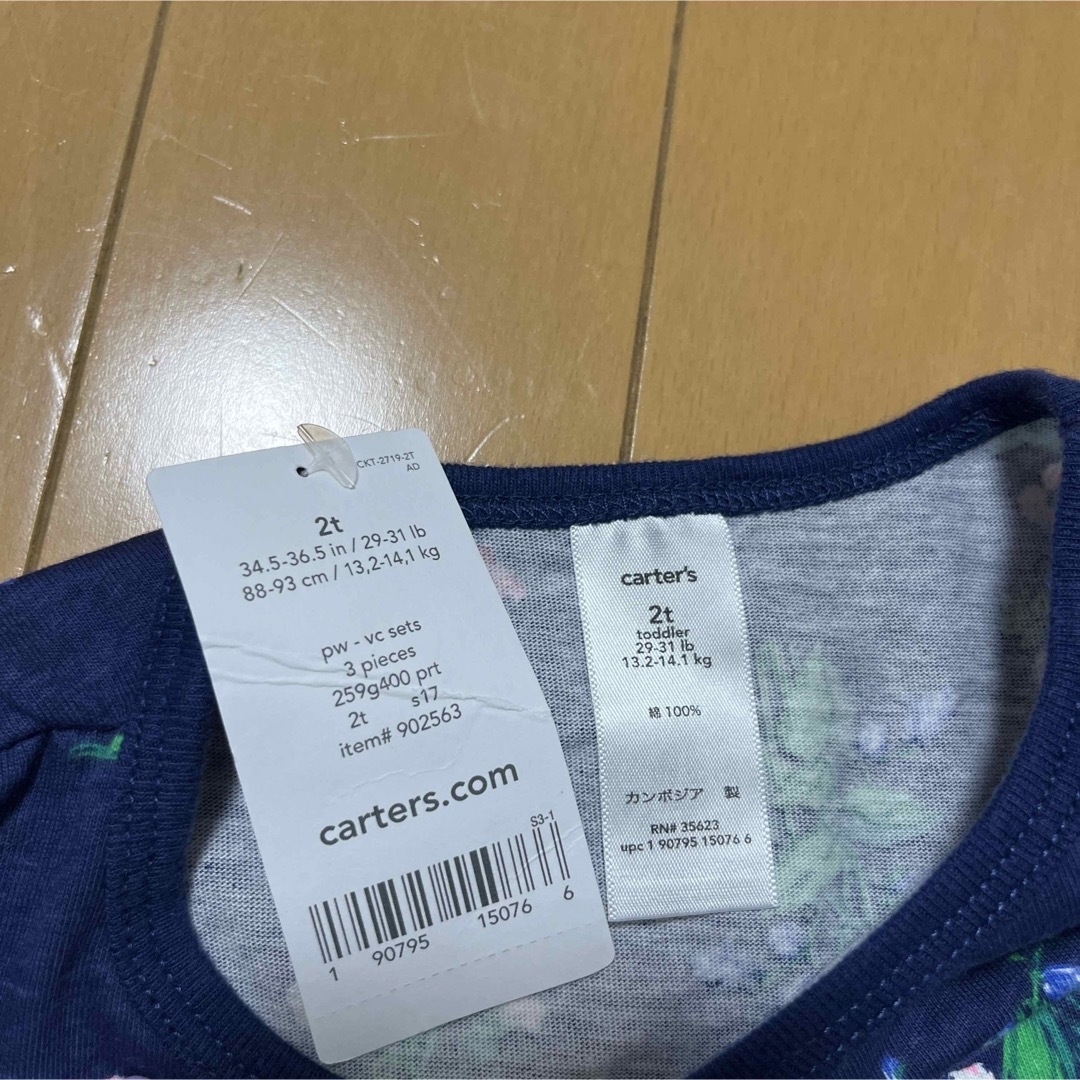 CKT-2719-2T
AD
2t
34.5-36.5 in / 29-31 lb
88-93 cm / 13,2-14,1 kg
pw - vc sets
3 pieces
259g400 prt
2t s17
item# 902563
carters.com
S3-1
1 90795 15076 6
carter's
2t
toddler
29-31 lb
13.2-14.1 kg
綿 100%
カンボジア 製
RN# 35623
upc 1 90795 15076 6